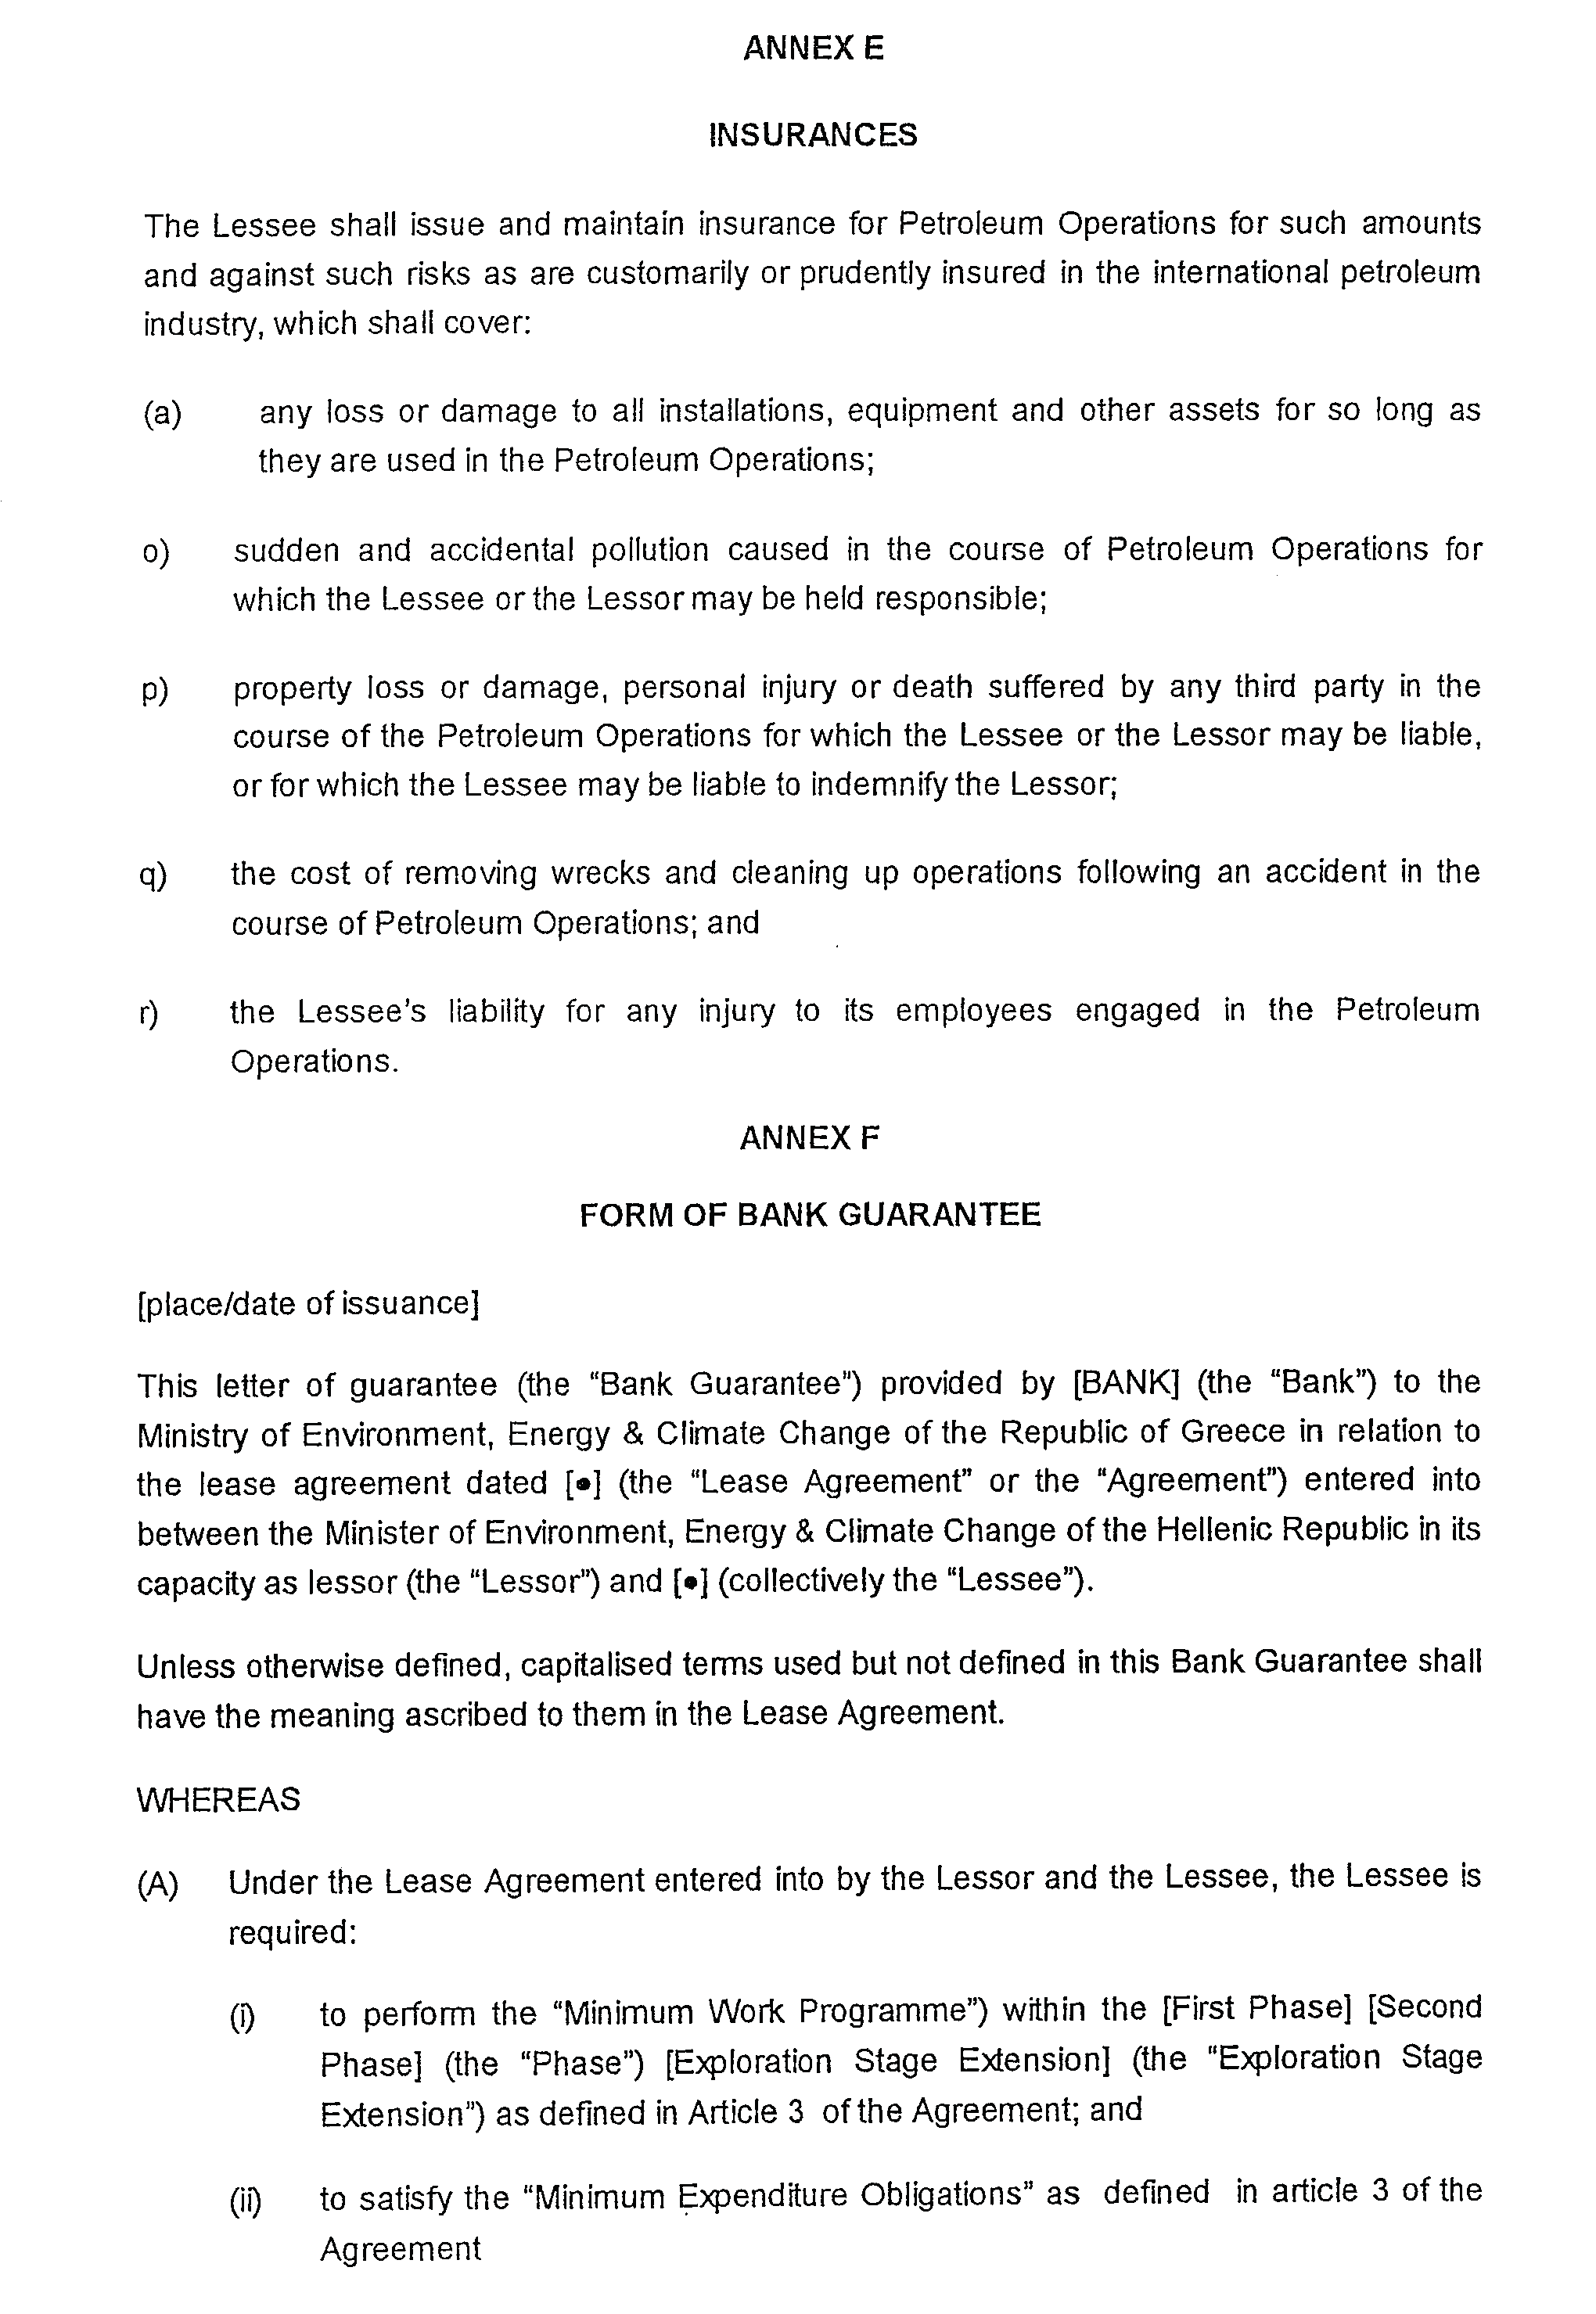 ANNEX E
INSURANCES
The Lessee shall issue and maintain insurance for Petroleum Operations for such amounts
and against such risks as are customarily or prudently insured in the international petroleum
industry, which shall cover:
(a) any loss or damage to all installations, equipment and other assets for so long as
they are used in the Petroleum Operations;
o) sudden and accidental pollution caused in the course of Petroleum Operations for
which the Lessee or the Lessor may be held responsible;
p) property loss or damage, personal injury or death suffered by any third party in the
course of the Petroleum Operations for which the Lessee or the Lessor may be liable,
or for which the Lessee may be liable to indemnify the Lessor;
q) the cost of removing wrecks and cleaning up operations following an accident in the
course of Petroleum Operations; and
r) the Lessee's liability for any injury to its employees engaged in the Petroleum
Operations.
ANNEX F
FORM OF BANK GUARANTEE
[place/date of issuance]
This letter of guarantee (the “Bank Guarantee”) provided by [BANK] (the “Bank”) to the
Ministry of Environment, Energy & Climate Change of the Republic of Greece in relation to
the lease agreement dated [•] (the “Lease Agreement” or the “Agreement”) entered into
between the Minister of Environment, Energy & Climate Change of the Hellenic Republic in its
capacity as lessor (the “Lessor”) and [•] (collectively the “Lessee”).
Unless otherwise defined, capitalised terms used but not defined in this Bank Guarantee shall
have the meaning ascribed to them in the Lease Agreement.
WHEREAS
(A) Under the Lease Agreement entered into by the Lessor and the Lessee, the Lessee is
required:
(i) to perform the “Minimum Work Programme”) within the [First Phase] [Second
Phase] (the “Phase”) [Exploration Stage Extension] (the “Exploration Stage
Extension”) as defined in Article 3 of the Agreement; and
(ii) to satisfy the “Minimum Expenditure Obligations” as defined in article 3 of the
Agreement